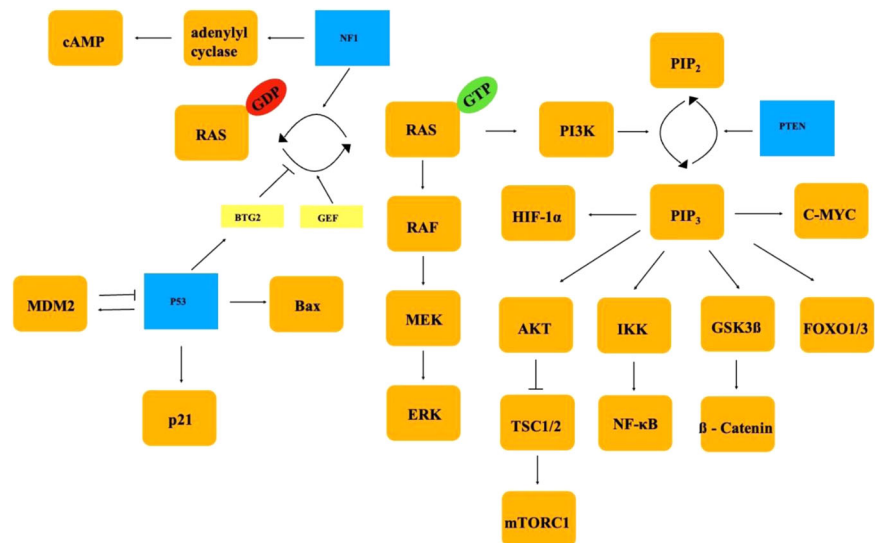 cAMP
adenylyl
cyclase
NF1
PIP2
GDP
GTP
RAS
RAS
PI3K
PTEN
BTG2
GEF
HIF-1α
RAF
PIP3
C-MYC
MDM2
P53
Bax
MEK
AKT
IKK
GSK3ß
FOXO1/3
p21
ERK
TSC1/2
NF-κB
ß - Catenin
mTORC1